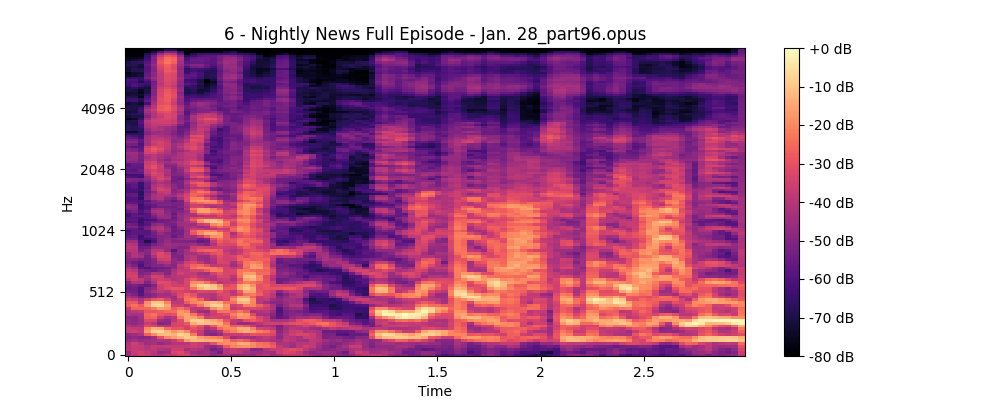 6 - Nightly News Full Episode - Jan. 28_part96.opus
Hz
4096
2048
1024
512
0
0
0.5
1
1.5
2
2.5
Time
+0 dB
-10 dB
-20 dB
-30 dB
-40 dB
-50 dB
-60 dB
-70 dB
-80 dB